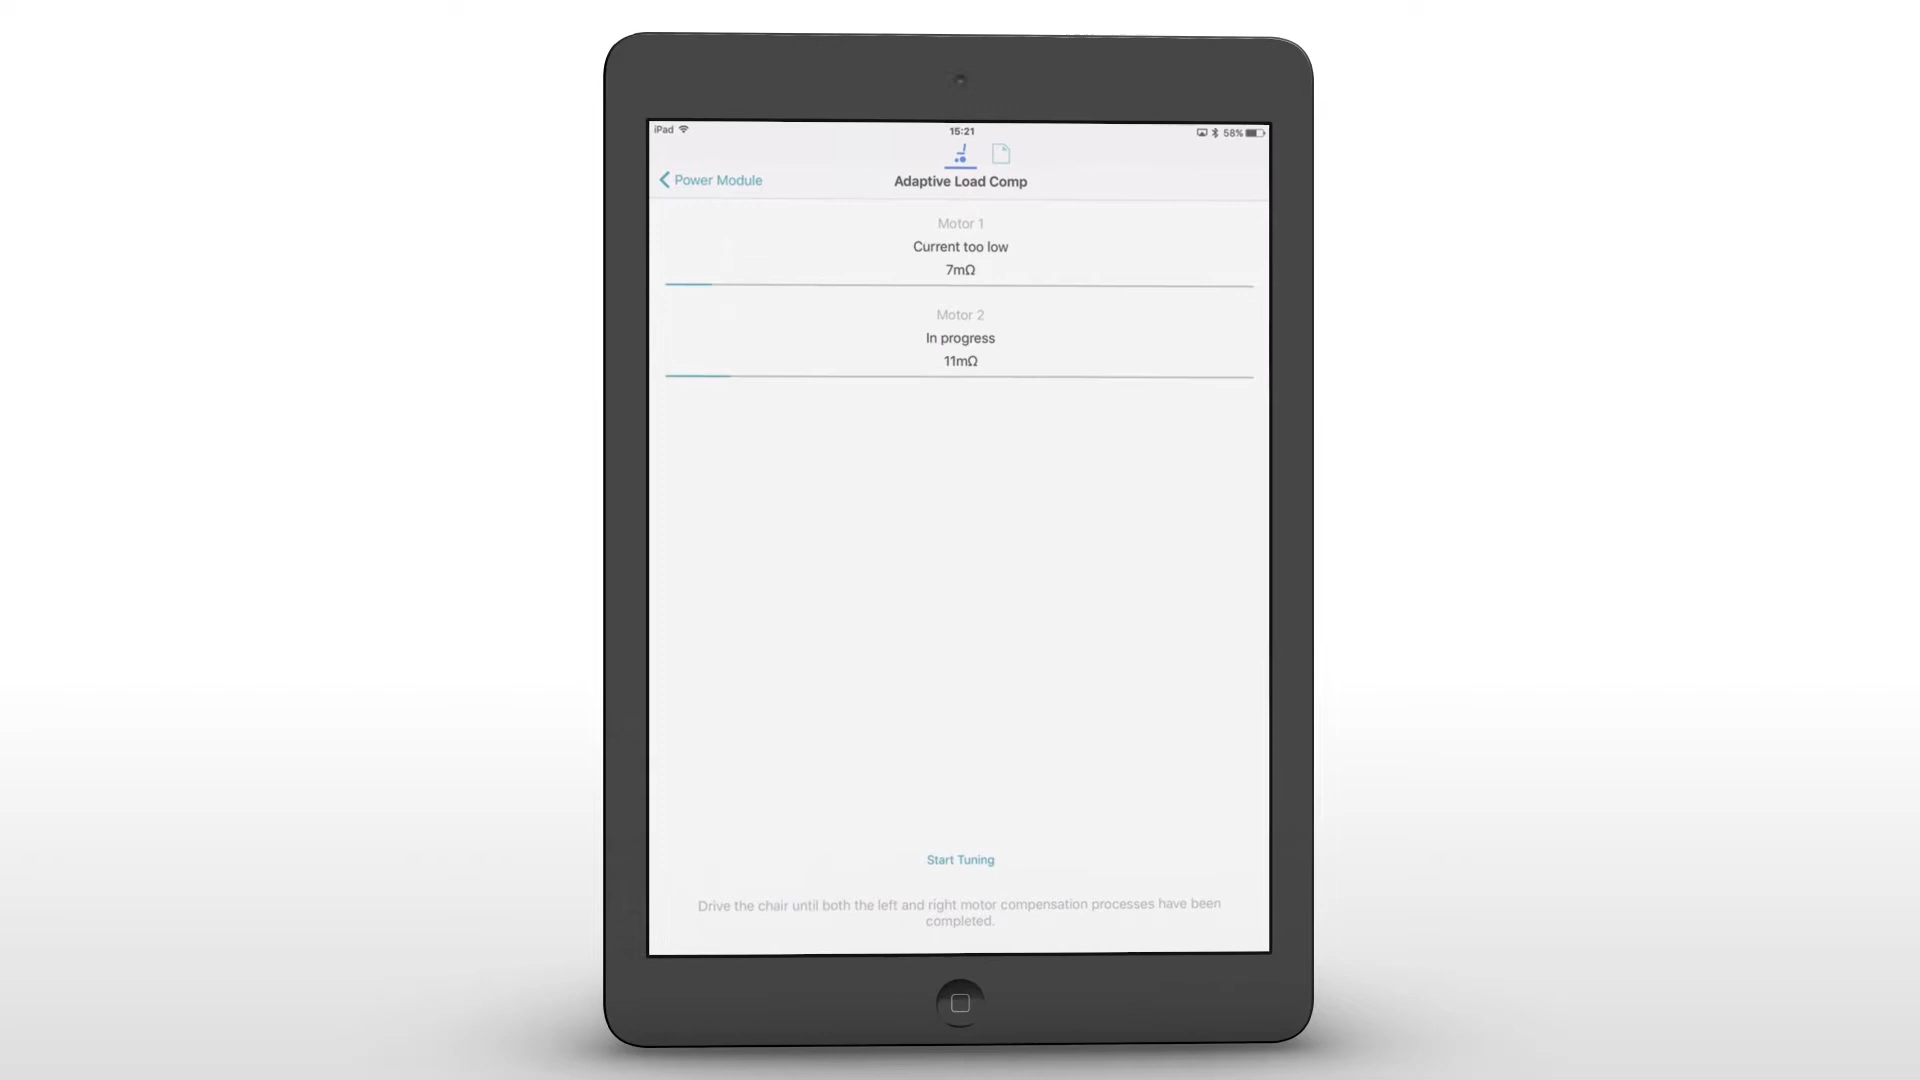 iPad
15:21
58%
Power Module
Adaptive Load Comp
Motor 1
Current too low
7mΩ
Motor 2
In progress
11mΩ
Start Tuning
Drive the chair until both the left and right motor compensation processes have been
completed.